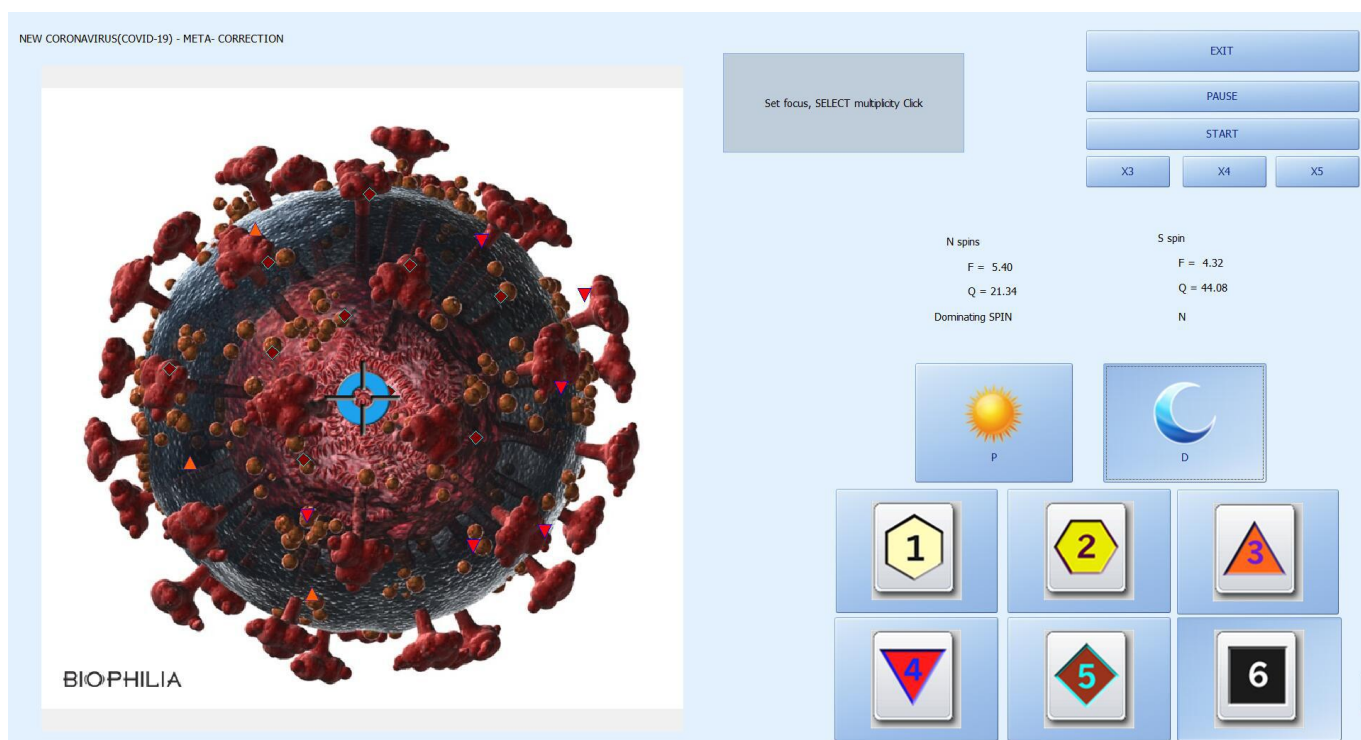 NEW CORONAVIRUS(COVID-19) - META- CORRECTION
EXIT
Set focus, SELECT multiplicity Click
PAUSE
START
X3 X4 X5
N spins S spin
F = 5.40 F = 4.32
Q = 21.34 Q = 44.08
Dominating SPIN N
P D
1 2 3
4 5 6
BIOPHILIA